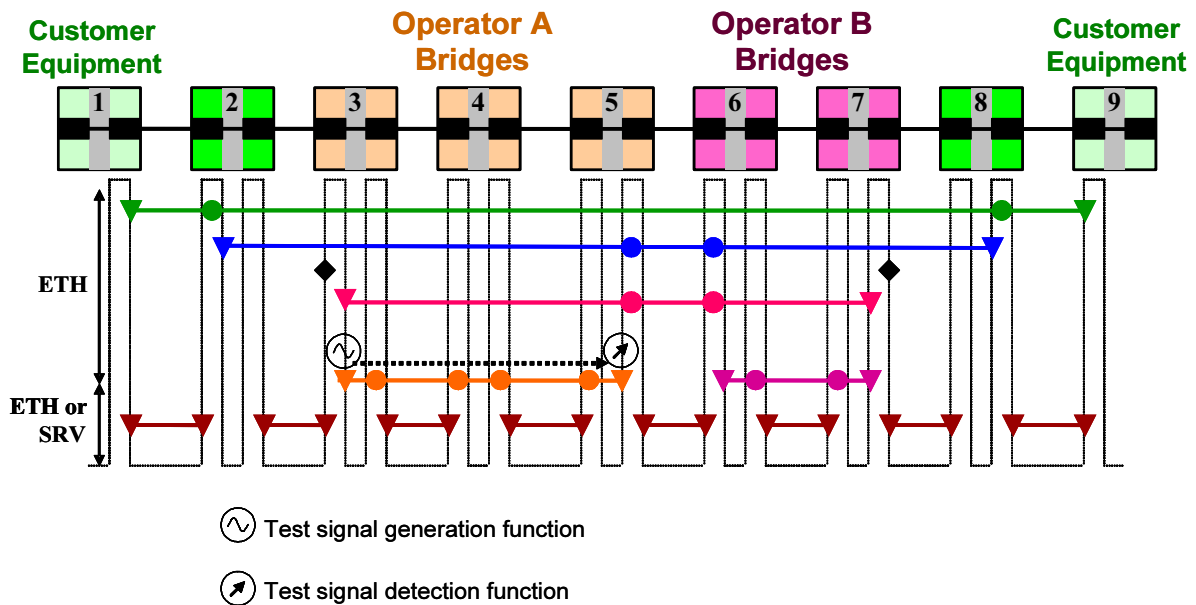 Customer
Equipment
Operator A
Bridges
Operator B
Bridges
Customer
Equipment
1
2
3
4
5
6
7
8
9
ETH
ETH or
SRV
Test signal generation function
Test signal detection function